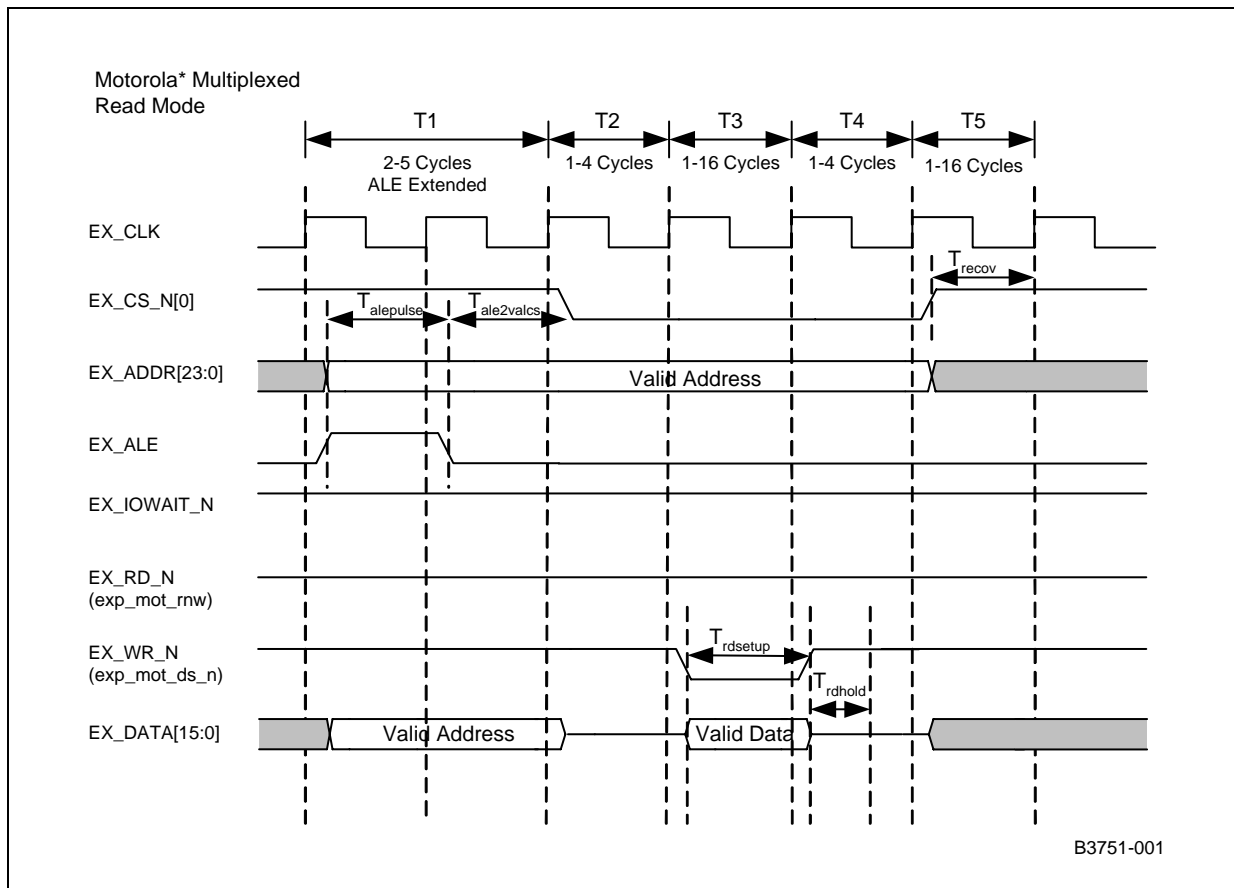 Motorola* Multiplexed
Read Mode
T1 T2 T3 T4 T5
2-5 Cycles 1-4 Cycles 1-16 Cycles 1-4 Cycles 1-16 Cycles
ALE Extended
EX_CLK
Trecov
EX_CS_N[0]
Talepulse Tale2valcs
EX_ADDR[23:0] Valid Address
EX_ALE
EX_IOWAIT_N
EX_RD_N
(exp_mot_rnw)
EX_WR_N Trdsetup
(exp_mot_ds_n)
Trdhold
EX_DATA[15:0] Valid Address Valid Data
B3751-001